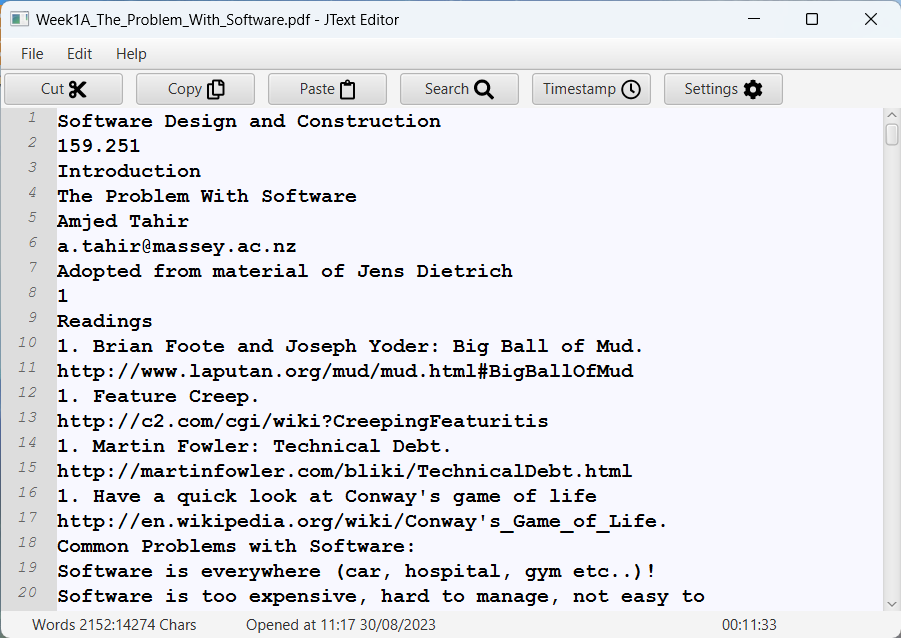 Week1A_The_Problem_With_Software.pdf - JText Editor
File Edit Help
Cut Copy Paste Search Timestamp Settings
1 Software Design and Construction
2 159.251
3 Introduction
4 The Problem With Software
5 Amjed Tahir
6 a.tahir@massey.ac.nz
7 Adopted from material of Jens Dietrich
8 1
9 Readings
10 1. Brian Foote and Joseph Yoder: Big Ball of Mud.
11 http://www.laputan.org/mud/mud.html#BigBallOfMud
12 1. Feature Creep.
13 http://c2.com/cgi/wiki?CreepingFeaturitis
14 1. Martin Fowler: Technical Debt.
15 http://martinfowler.com/bliki/TechnicalDebt.html
16 1. Have a quick look at Conway's game of life
17 http://en.wikipedia.org/wiki/Conway's_Game_of_Life.
18 Common Problems with Software:
19 Software is everywhere (car, hospital, gym etc..)!
20 Software is too expensive, hard to manage, not easy to
Words 2152:14274 Chars Opened at 11:17 30/08/2023 00:11:33